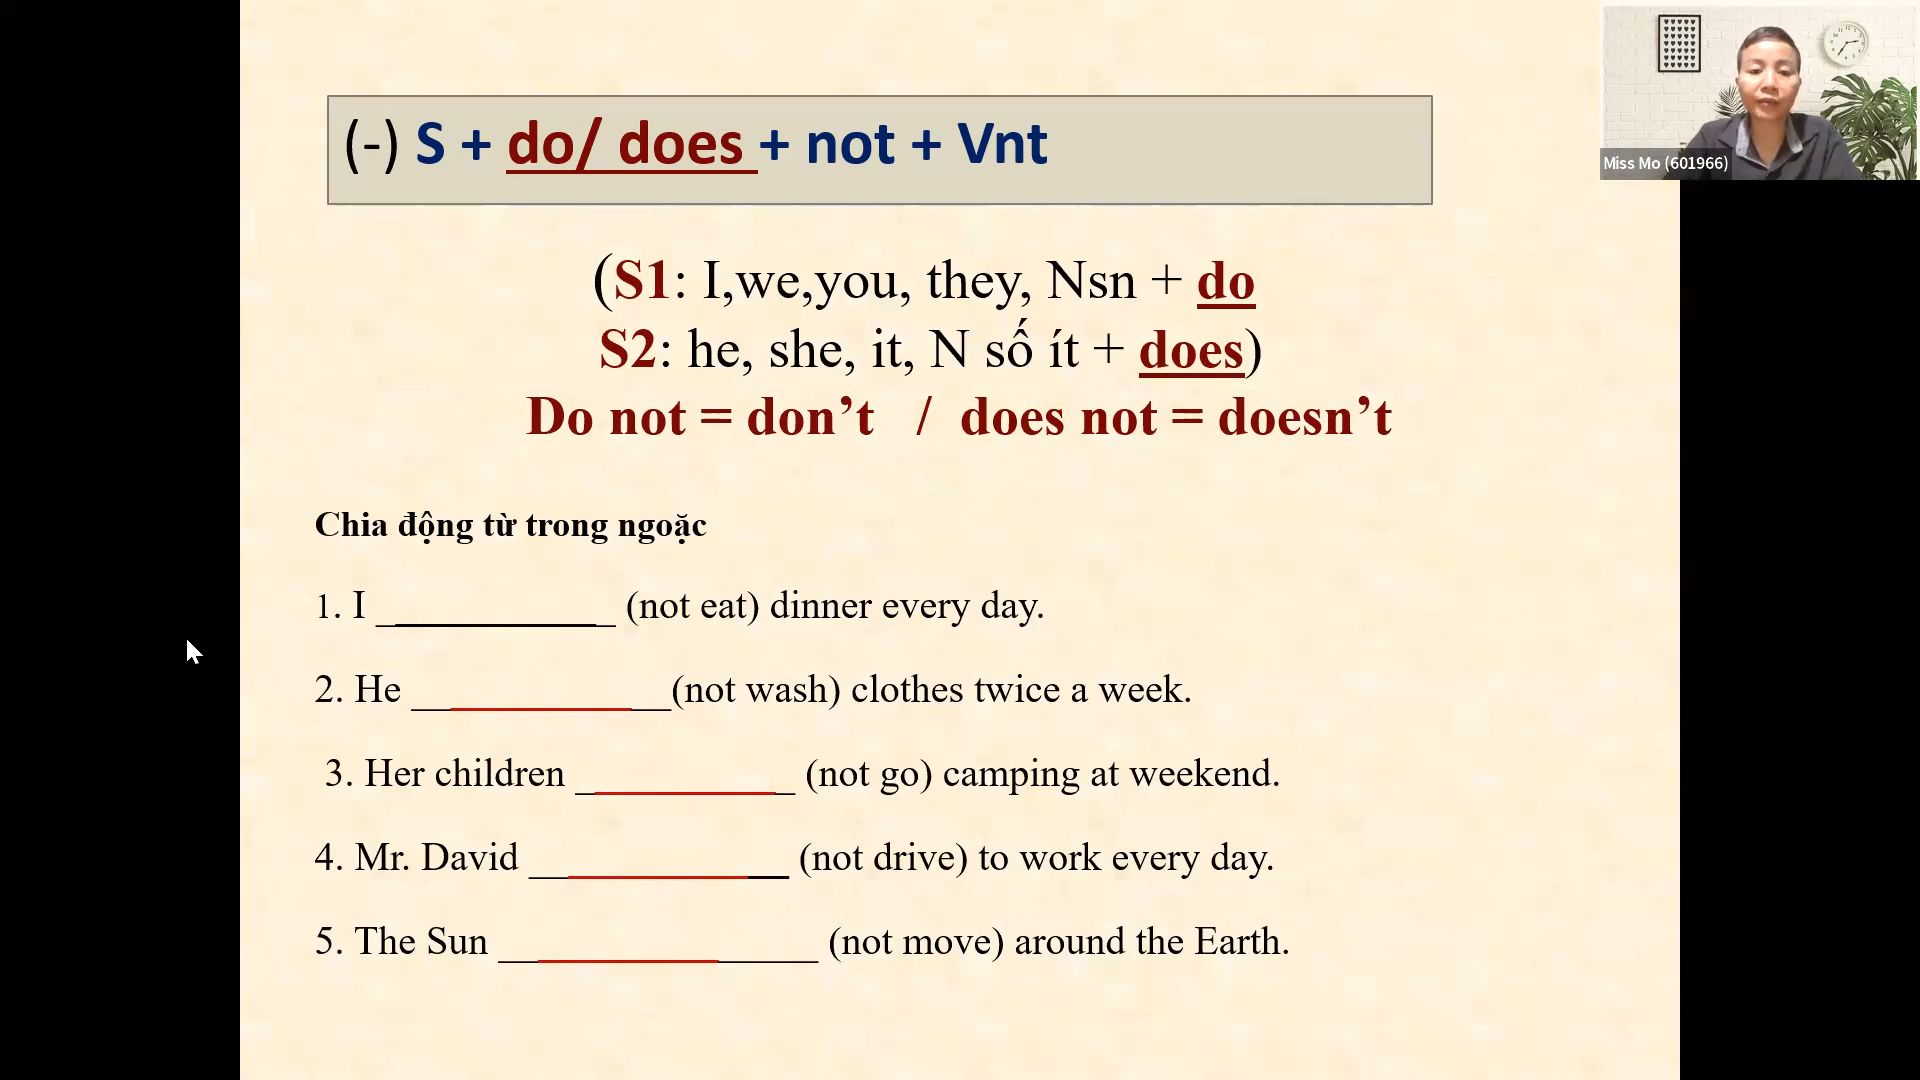 (-) S + do/ does + not + Vnt
Miss Mo (601966)
(S1: I,we,you, they, Nsn + do
S2: he, she, it, N số ít + does)
Do not = don’t / does not = doesn’t
Chia động từ trong ngoặc
1. I ____________ (not eat) dinner every day.
2. He _____________(not wash) clothes twice a week.
3. Her children ___________ (not go) camping at weekend.
4. Mr. David _____________ (not drive) to work every day.
5. The Sun ________________ (not move) around the Earth.